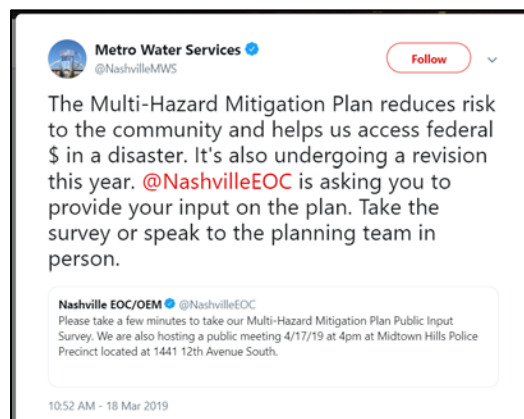 Metro Water Services
@NashvilleMWS
Follow
The Multi-Hazard Mitigation Plan reduces risk
to the community and helps us access federal
$ in a disaster. It's also undergoing a revision
this year. @NashvilleEOC is asking you to
provide your input on the plan. Take the
survey or speak to the planning team in
person.
Nashville EOC/OEM @NashvilleEOC
Please take a few minutes to take our Multi-Hazard Mitigation Plan Public Input
Survey. We are also hosting a public meeting 4/17/19 at 4pm at Midtown Hills Police
Precinct located at 1441 12th Avenue South.
10:52 AM - 18 Mar 2019